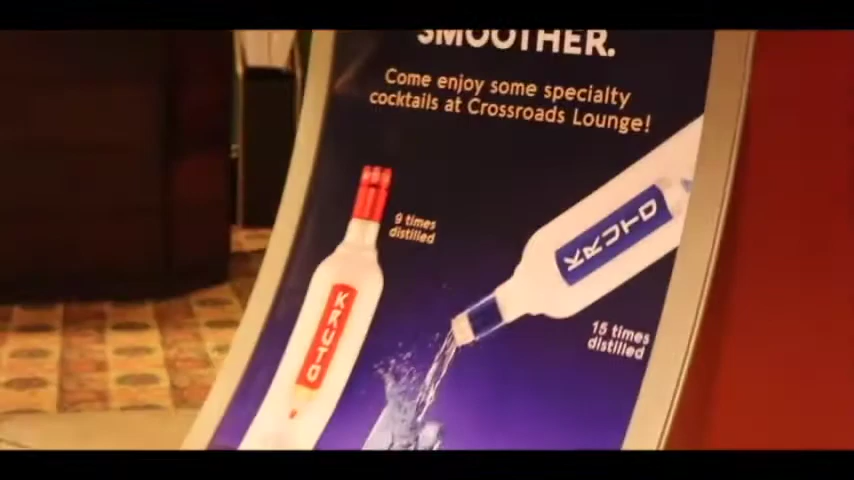 SMOOTHER.
Come enjoy some specialty
cocktails at Crossroads Lounge!
9 times
distilled
KRUTO
KRUTO
15 times
distilled